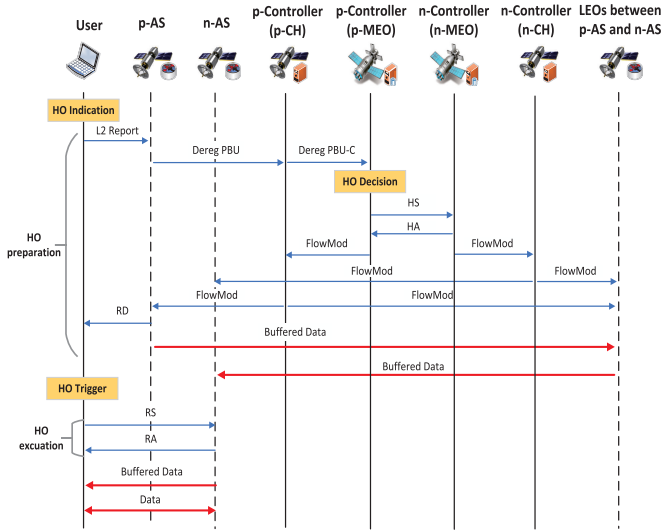 User
p-AS
n-AS
p-Controller
(p-CH)
p-Controller
(p-MEO)
n-Controller
(n-MEO)
n-Controller
(n-CH)
LEOs between
p-AS and n-AS
HO Indication
L2 Report
Dereg PBU
Dereg PBU-C
HO Decision
HS
HA
HO
preparation
FlowMod
FlowMod
FlowMod
FlowMod
FlowMod
FlowMod
RD
Buffered Data
Buffered Data
HO Trigger
RS
HO
excuation
RA
Buffered Data
Data